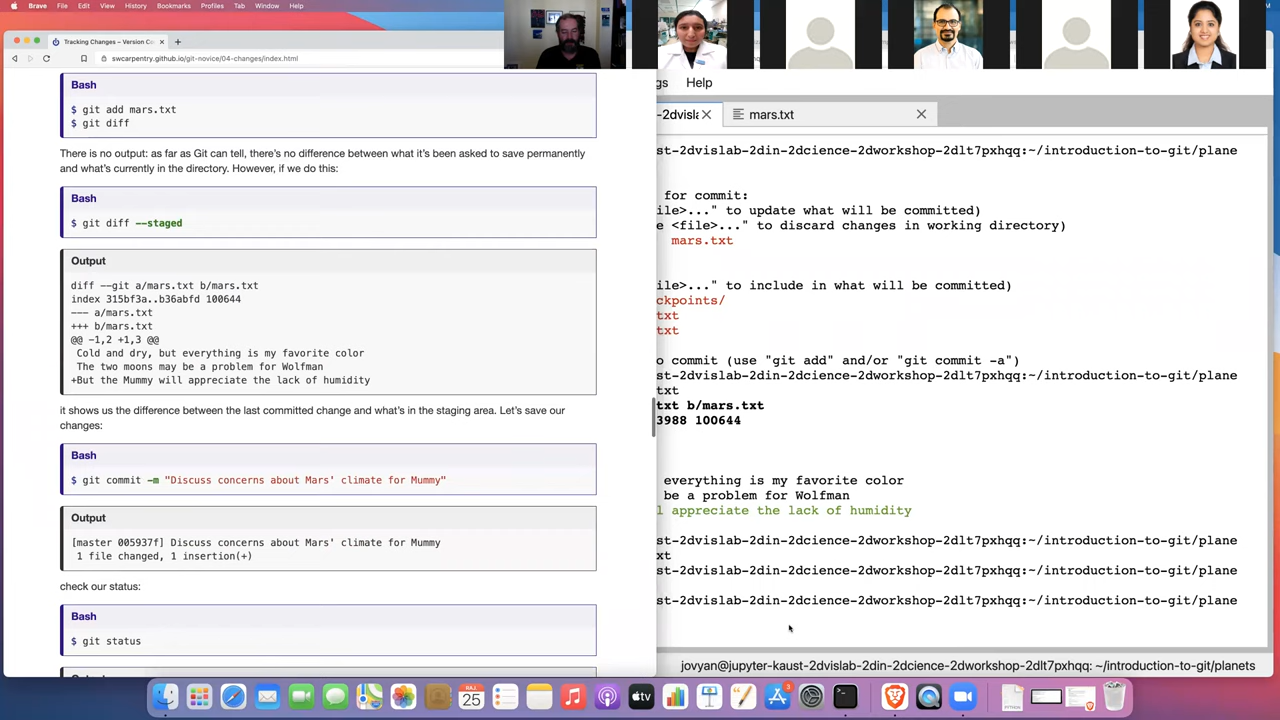 Brave File Edit View History Bookmarks Profiles Tab Window Help
Tracking Changes – Version Co
swcarpentry.github.io/git-novice/04-changes/index.html
Bash
$ git add mars.txt
$ git diff
There is no output: as far as Git can tell, there's no difference between what it's been asked to save permanently
and what's currently in the directory. However, if we do this:
Bash
$ git diff --staged
Output
diff --git a/mars.txt b/mars.txt
index 315bf3a..b36abfd 100644
--- a/mars.txt
+++ b/mars.txt
@@ -1,2 +1,3 @@
Cold and dry, but everything is my favorite color
The two moons may be a problem for Wolfman
+But the Mummy will appreciate the lack of humidity
it shows us the difference between the last committed change and what's in the staging area. Let's save our
changes:
Bash
$ git commit -m "Discuss concerns about Mars' climate for Mummy"
Output
[master 005937f] Discuss concerns about Mars' climate for Mummy
1 file changed, 1 insertion(+)
check our status:
Bash
$ git status
gs Help
-2dvisla
mars.txt
st-2dvislab-2din-2dcience-2dworkshop-2dlt7pxhqq:~/introduction-to-git/plane
for commit:
ile>..." to update what will be committed)
e <file>..." to discard changes in working directory)
mars.txt
ile>..." to include in what will be committed)
ckpoints/
txt
txt
o commit (use "git add" and/or "git commit -a")
st-2dvislab-2din-2dcience-2dworkshop-2dlt7pxhqq:~/introduction-to-git/plane
txt
txt b/mars.txt
3988 100644
everything is my favorite color
be a problem for Wolfman
l appreciate the lack of humidity
st-2dvislab-2din-2dcience-2dworkshop-2dlt7pxhqq:~/introduction-to-git/plane
xt
st-2dvislab-2din-2dcience-2dworkshop-2dlt7pxhqq:~/introduction-to-git/plane
st-2dvislab-2din-2dcience-2dworkshop-2dlt7pxhqq:~/introduction-to-git/plane
jovyan@jupyter-kaust-2dvislab-2din-2dcience-2dworkshop-2dlt7pxhqq: ~/introduction-to-git/planets
RAJ
25
tv
3
PYTHON